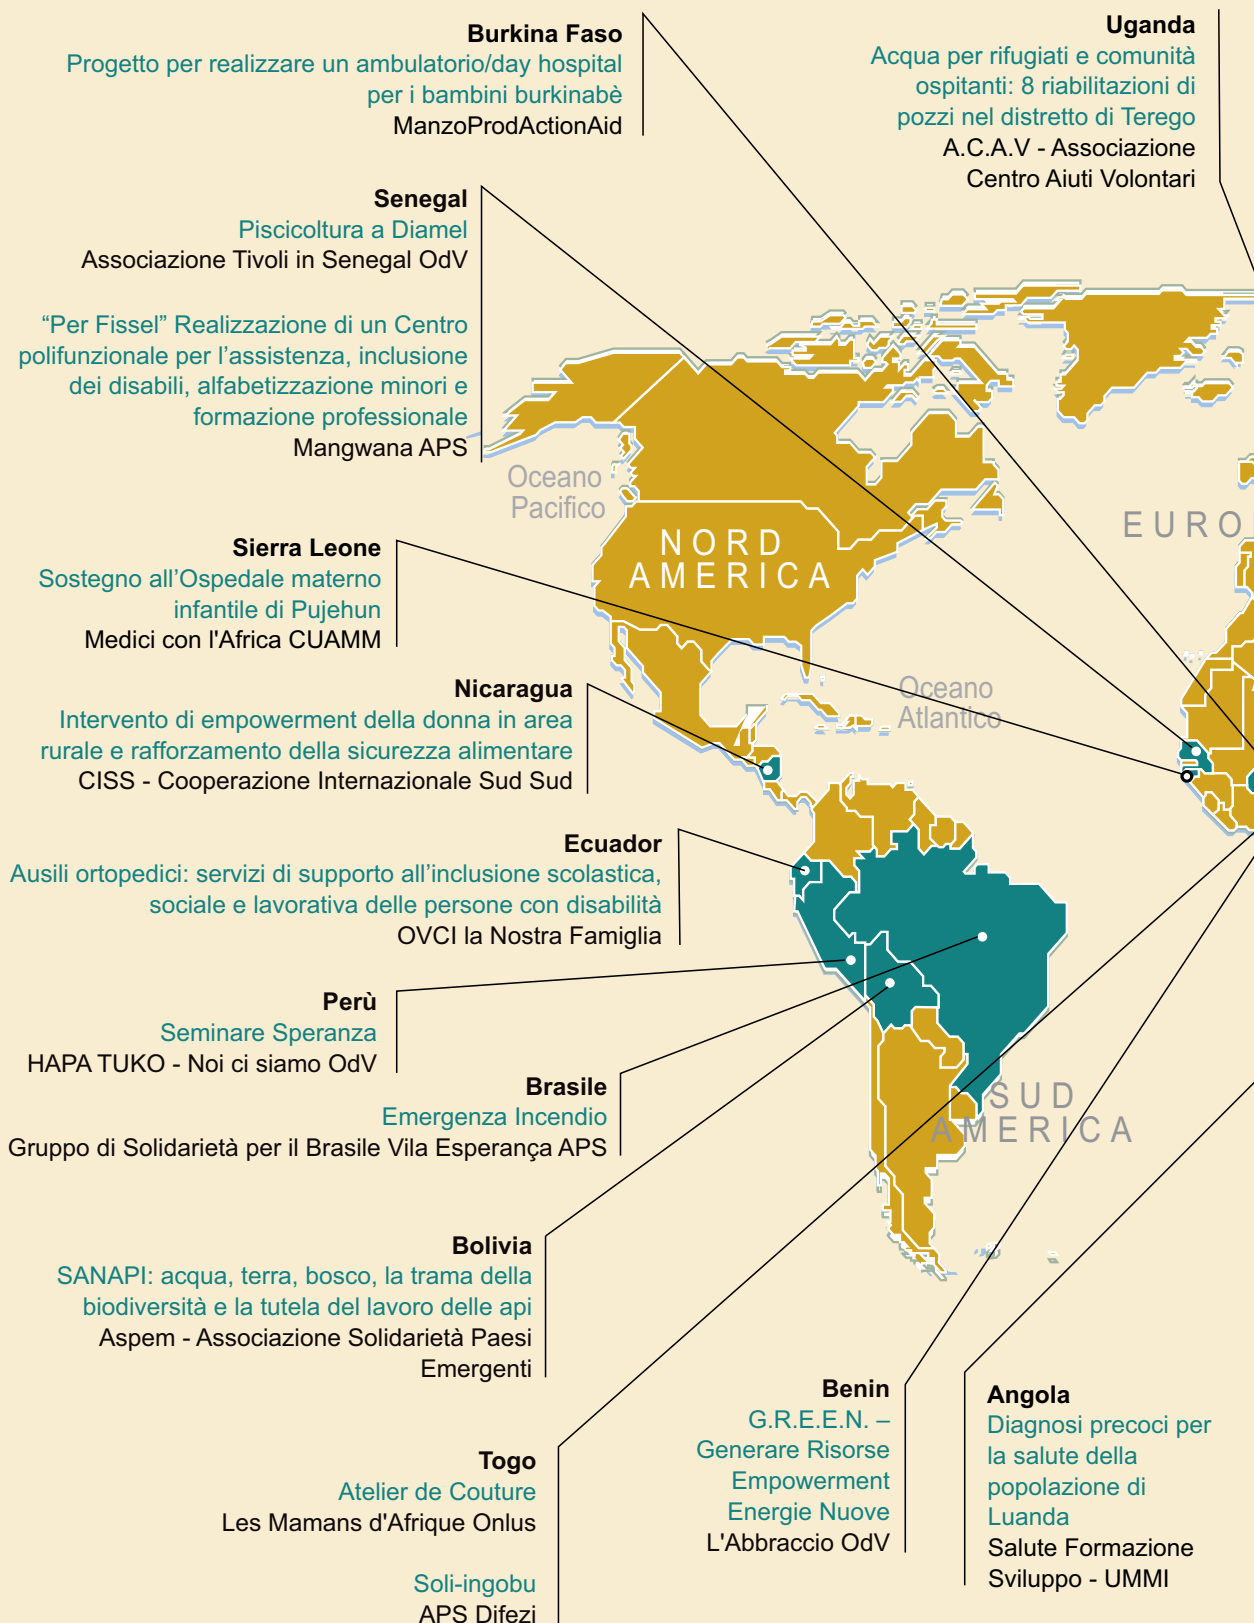 Burkina Faso
Progetto per realizzare un ambulatorio/day hospital
per i bambini burkinabè
ManzoProdActionAid
Uganda
Acqua per rifugiati e comunità
ospitanti: 8 riabilitazioni di
pozzi nel distretto di Terego
A.C.A.V - Associazione
Centro Aiuti Volontari
Senegal
Piscicoltura a Diamel
Associazione Tivoli in Senegal OdV
“Per Fissel” Realizzazione di un Centro
polifunzionale per l’assistenza, inclusione
dei disabili, alfabetizzazione minori e
formazione professionale
Mangwana APS
Oceano
Pacifico
NORD
AMERICA
EURO
Sierra Leone
Sostegno all’Ospedale materno
infantile di Pujehun
Medici con l'Africa CUAMM
Oceano
Atlantico
Nicaragua
Intervento di empowerment della donna in area
rurale e rafforzamento della sicurezza alimentare
CISS - Cooperazione Internazionale Sud Sud
Ecuador
Ausili ortopedici: servizi di supporto all’inclusione scolastica,
sociale e lavorativa delle persone con disabilità
OVCI la Nostra Famiglia
Perù
Seminare Speranza
HAPA TUKO - Noi ci siamo OdV
Brasile
Emergenza Incendio
Gruppo di Solidarietà per il Brasile Vila Esperança APS
SUD
AMERICA
Bolivia
SANAPI: acqua, terra, bosco, la trama della
biodiversità e la tutela del lavoro delle api
Aspem - Associazione Solidarietà Paesi
Emergenti
Togo
Atelier de Couture
Les Mamans d'Afrique Onlus
Soli-ingobu
APS Difezi
Benin
G.R.E.E.N. –
Generare Risorse
Empowerment
Energie Nuove
L'Abbraccio OdV
Angola
Diagnosi precoci per
la salute della
popolazione di
Luanda
Salute Formazione
Sviluppo - UMMI